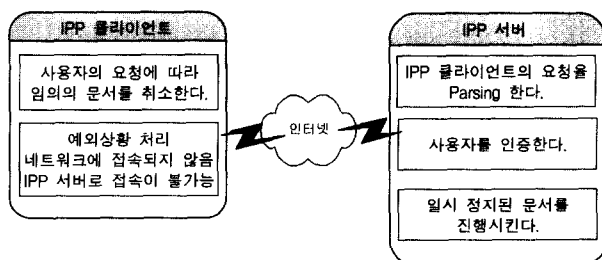 IPP 클라이언트
사용자의 요청에 따라
임의의 문서를 취소한다.
예외상황 처리
네트워크에 접속되지 않음
IPP 서버로 접속이 불가능
인터넷
IPP 서버
IPP 클라이언트의 요청을
Parsing 한다.
사용자를 인증한다.
일시 정지된 문서를
진행시킨다.